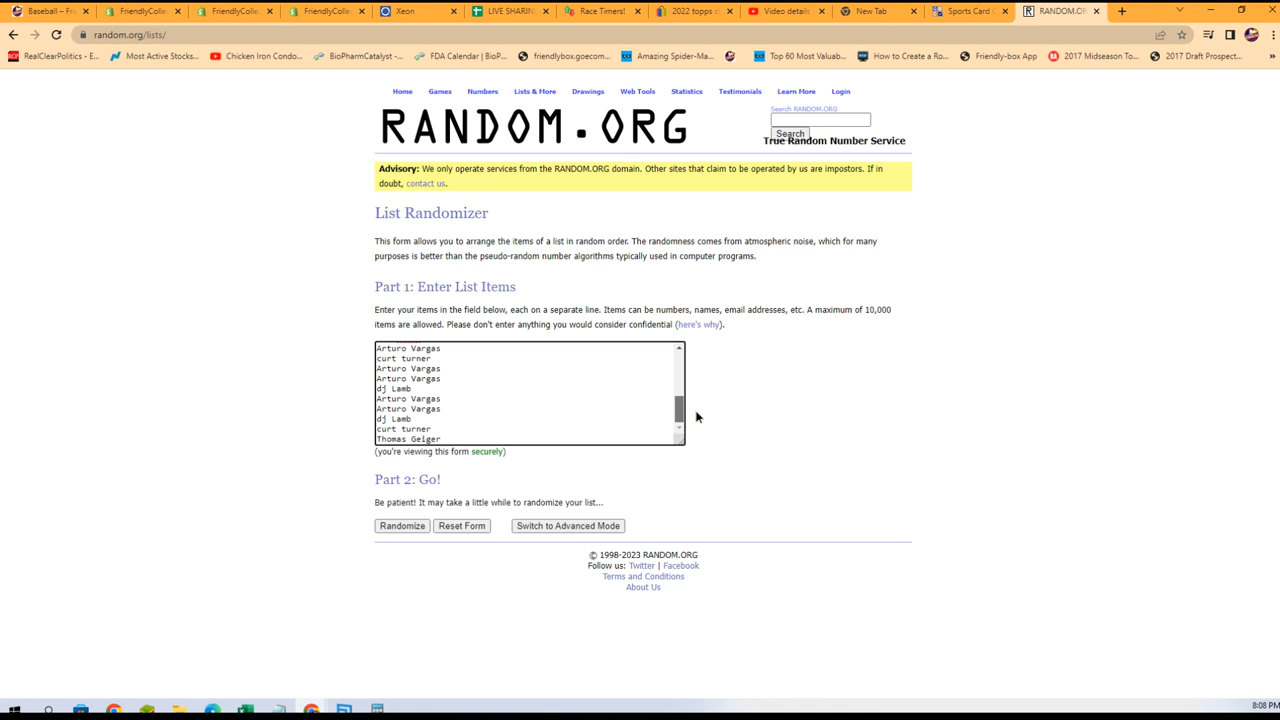 Baseball – Fri
FriendlyColle
FriendlyColle
FriendlyColle
Xeon
LIVE SHARING
Race Timers!
2022 topps c
Video details
New Tab
Sports Card
RANDOM.OR
random.org/lists/
RealClearPolitics - E...
Most Active Stocks...
Chicken Iron Condo...
BioPharmCatalyst -...
FDA Calendar | BioP...
friendlybox.goecom...
Amazing Spider-Ma...
Top 60 Most Valuab...
How to Create a Ro...
Friendly-box App
2017 Midseason To...
2017 Draft Prospect...
Home Games Numbers Lists & More Drawings Web Tools Statistics Testimonials Learn More Login
RANDOM.ORG
Search RANDOM.ORG
Search
True Random Number Service
Advisory: We only operate services from the RANDOM.ORG domain. Other sites that claim to be operated by us are impostors. If in
doubt, contact us.
List Randomizer
This form allows you to arrange the items of a list in random order. The randomness comes from atmospheric noise, which for many
purposes is better than the pseudo-random number algorithms typically used in computer programs.
Part 1: Enter List Items
Enter your items in the field below, each on a separate line. Items can be numbers, names, email addresses, etc. A maximum of 10,000
items are allowed. Please don't enter anything you would consider confidential (here's why).
Arturo Vargas
curt turner
Arturo Vargas
Arturo Vargas
dj Lamb
Arturo Vargas
Arturo Vargas
dj Lamb
curt turner
Thomas Geiger
(you're viewing this form securely)
Part 2: Go!
Be patient! It may take a little while to randomize your list...
Randomize Reset Form Switch to Advanced Mode
© 1998-2023 RANDOM.ORG
Follow us: Twitter | Facebook
Terms and Conditions
About Us
8:08 PM